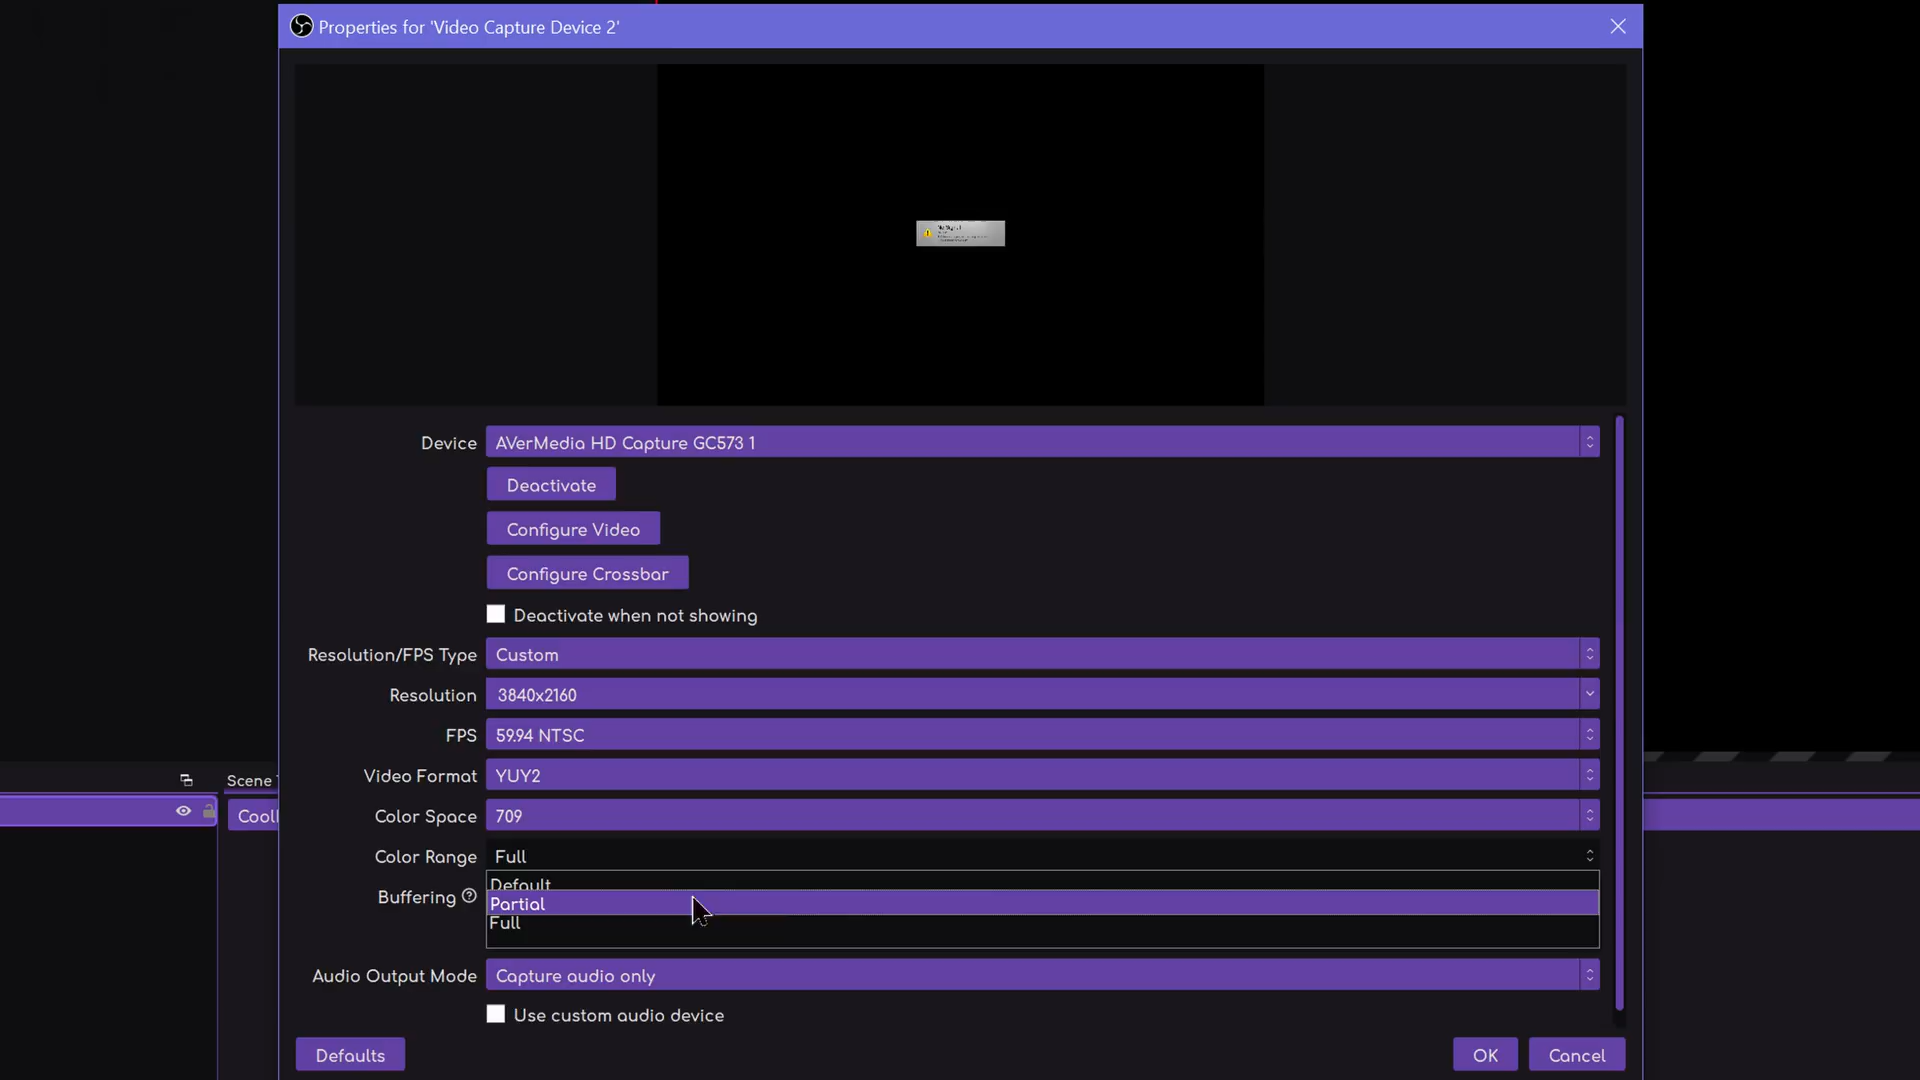 Properties for 'Video Capture Device 2'
Device AVerMedia HD Capture GC573 1
Deactivate
Configure Video
Configure Crossbar
Deactivate when not showing
Resolution/FPS Type Custom
Resolution 3840x2160
FPS 59.94 NTSC
Video Format YUY2
Scene
Color Space 709
Cooll
Color Range Full
Default
Buffering ?
Partial
Full
Audio Output Mode Capture audio only
Use custom audio device
Defaults
OK
Cancel